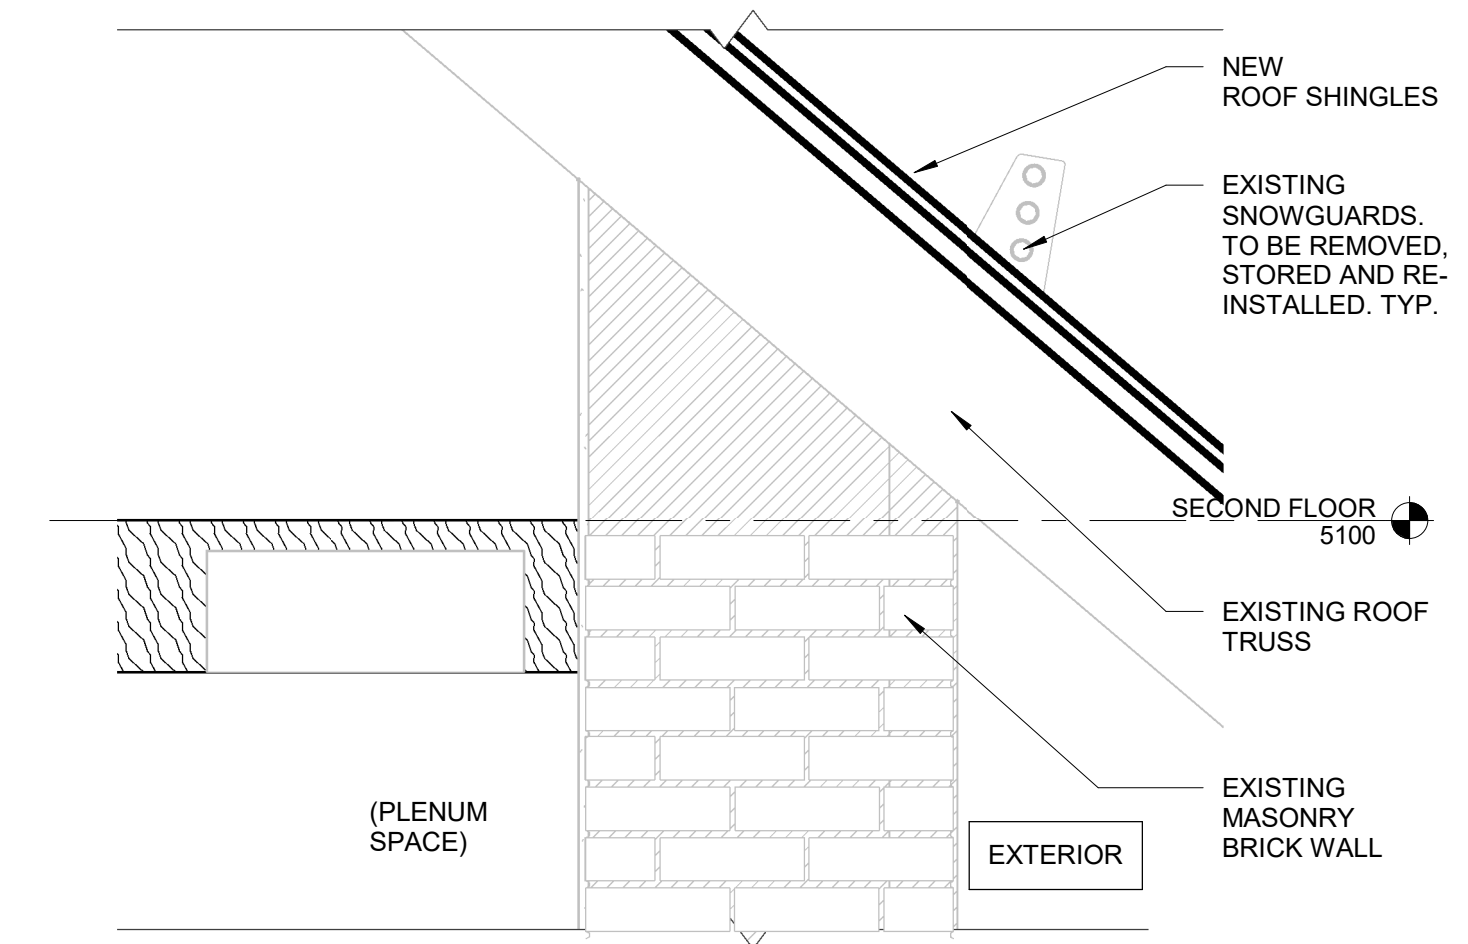 NEW
ROOF SHINGLES
EXISTING
SNOWGUARDS.
TO BE REMOVED,
STORED AND RE-
INSTALLED. TYP.
SECOND FLOOR
5100
EXISTING ROOF
TRUSS
EXISTING
MASONRY
BRICK WALL
(PLENUM
SPACE)
EXTERIOR